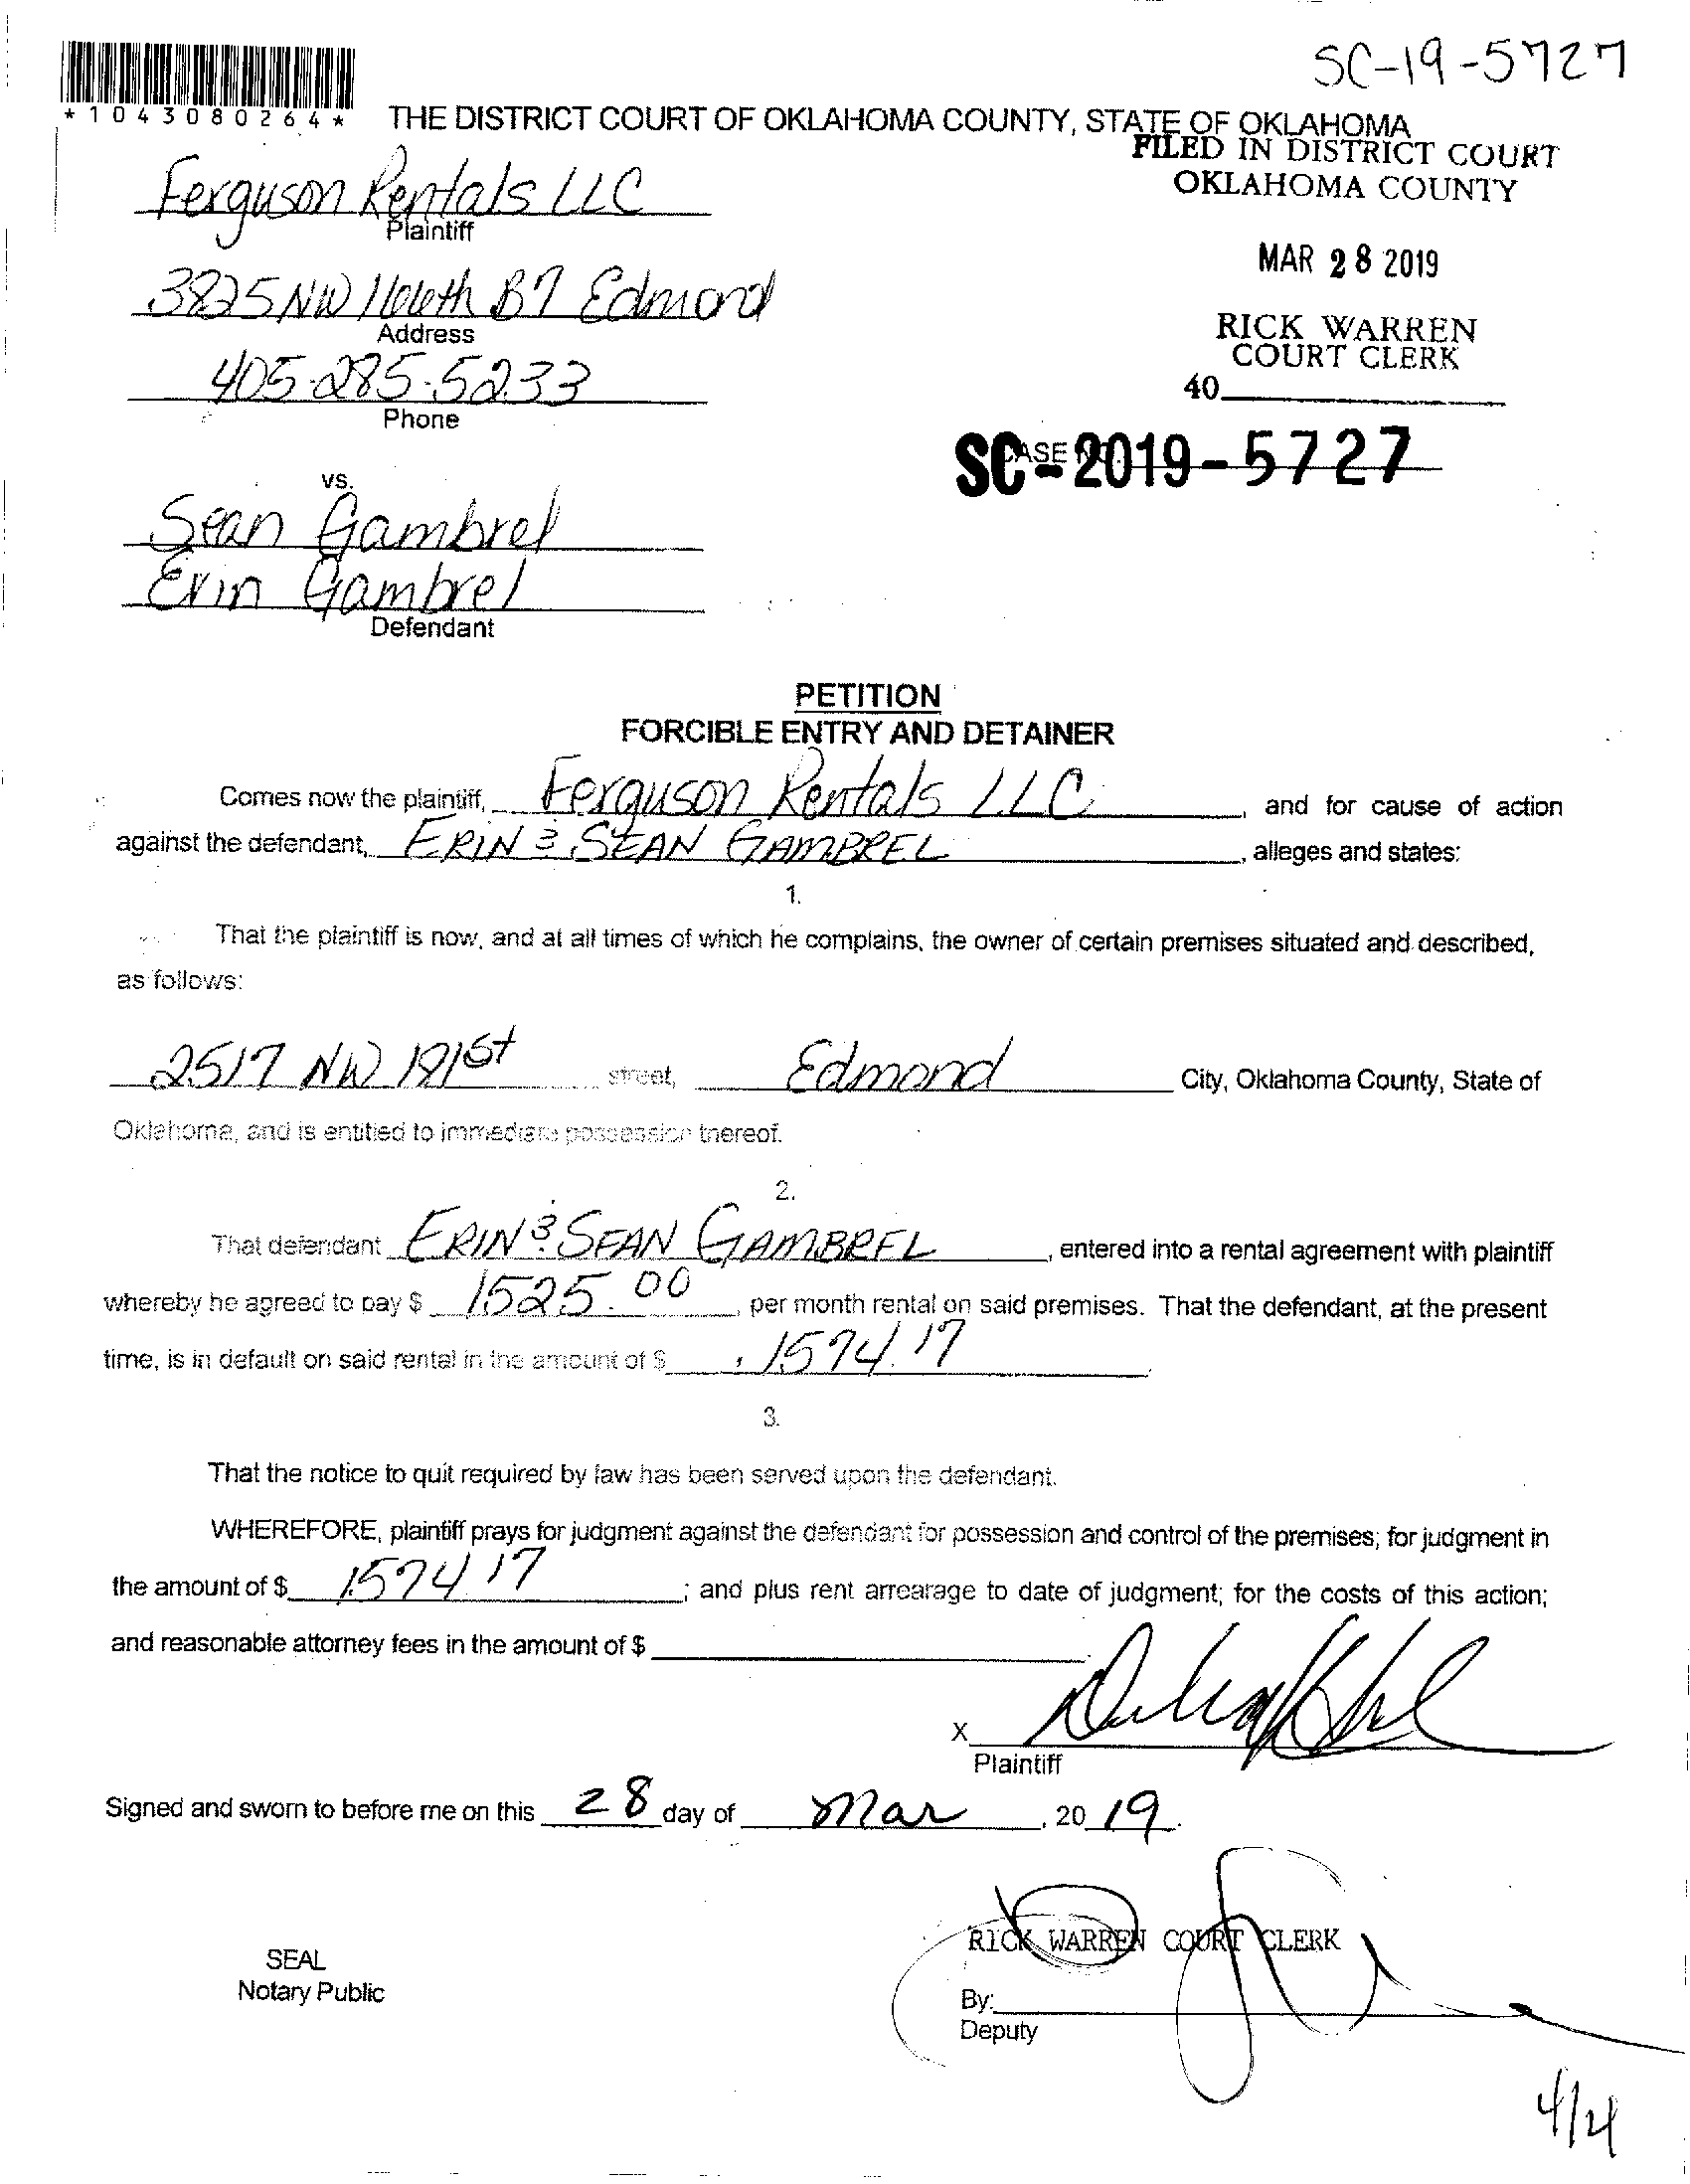 SC-19-5727
*1043080264*
THE DISTRICT COURT OF OKLAHOMA COUNTY, STATE OF OKLAHOMA
FILED IN DISTRICT COURT
OKLAHOMA COUNTY
Ferguson Rentals LLC
Plaintiff
MAR 28 2019
3825 NW 166th B7 Edmond
Address
RICK WARREN
COURT CLERK
405-285-5233
Phone
40
CASE NO.
SC-2019-5727
vs.
Sean Gambrel
Erin Gambrel
Defendant
PETITION
FORCIBLE ENTRY AND DETAINER
Comes now the plaintiff, Ferguson Rentals LLC, and for cause of action
against the defendant, ERIN & SEAN GAMBREL, alleges and states:
1.
That the plaintiff is now, and at all times of which he complains, the owner of certain premises situated and described,
as follows:
2517 NW 191st street, Edmond City, Oklahoma County, State of
Oklahoma, and is entitled to immediate possession thereof.
2.
That defendant ERIN & SEAN GAMBREL, entered into a rental agreement with plaintiff
whereby he agreed to pay $ 1525.00, per month rental on said premises. That the defendant, at the present
time, is in default on said rental in the amount of $ 1574.17
3.
That the notice to quit required by law has been served upon the defendant.
WHEREFORE, plaintiff prays for judgment against the defendant for possession and control of the premises; for judgment in
the amount of $ 1574 17; and plus rent arrearage to date of judgment; for the costs of this action;
and reasonable attorney fees in the amount of $
X
Plaintiff
Signed and sworn to before me on this 28 day of Mar, 20 19.
RICK WARREN COURT CLERK
SEAL
Notary Public
By:
Deputy
4/4